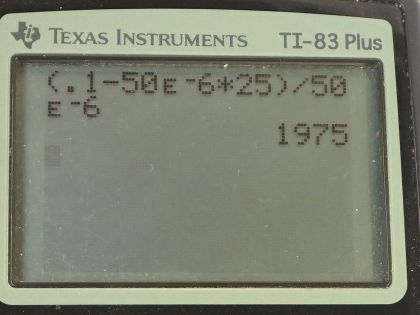 TEXAS INSTRUMENTS TI-83 Plus
(.1-50ᴇ⁻6*25)/50
ᴇ⁻6
1975